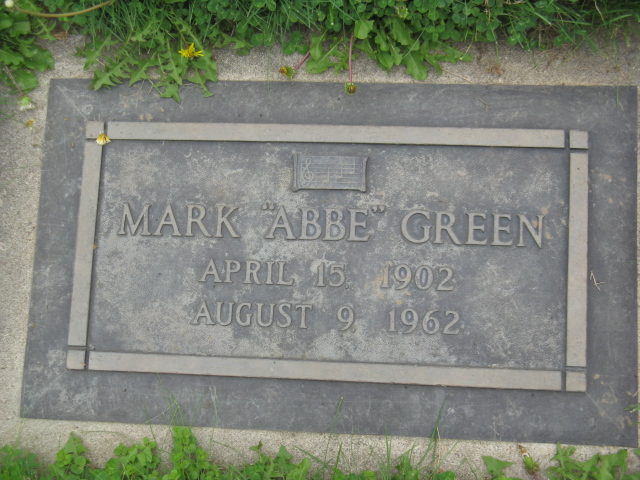 MARK "ABBE" GREEN
APRIL 15, 1902
AUGUST 9, 1962